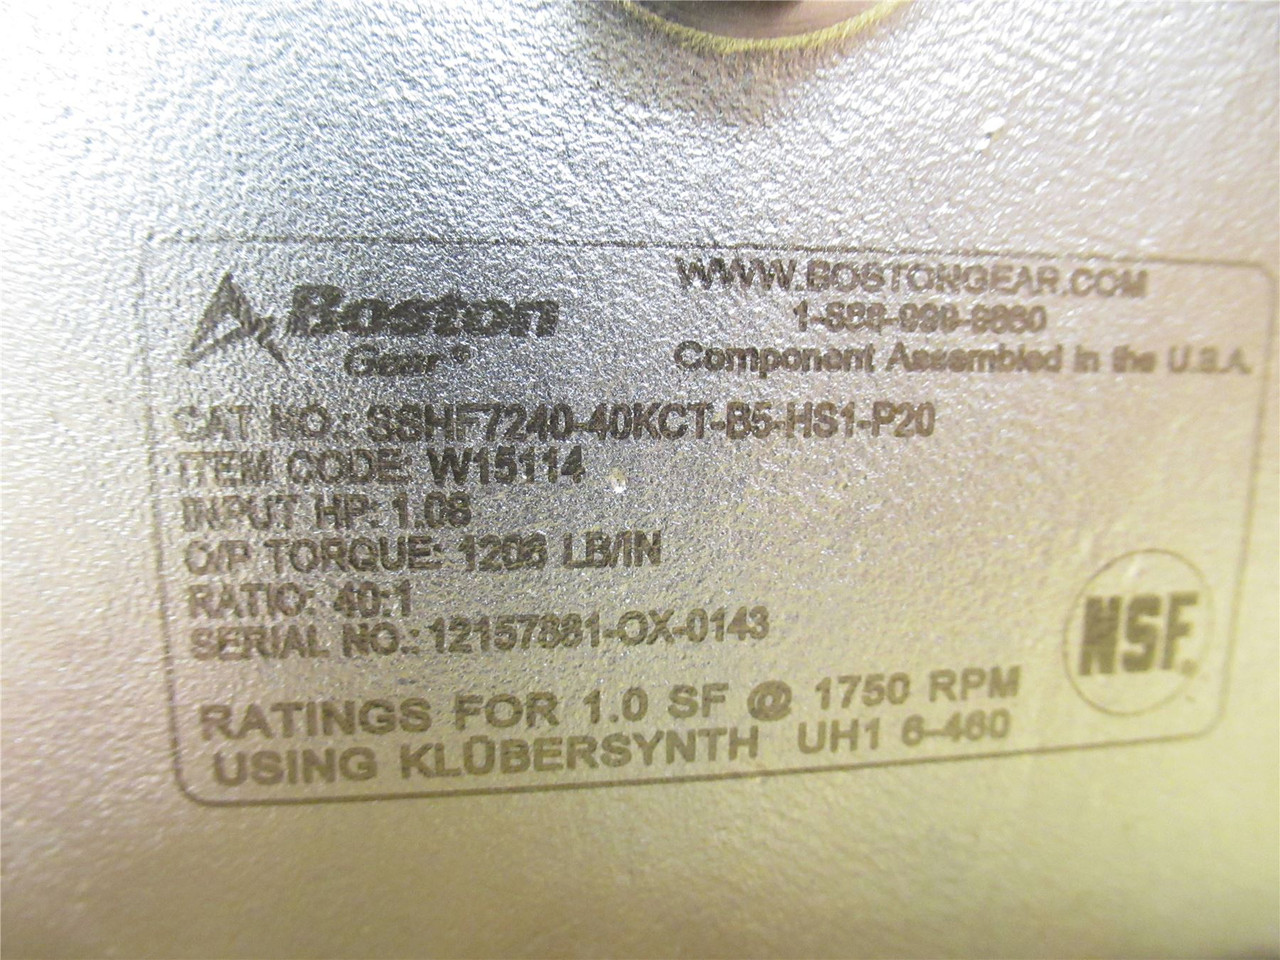 Boston
Gear®
WWW.BOSTONGEAR.COM
1-888-999-9860
Component Assembled in the U.S.A.
CAT NO.: SSHF7240-40KCT-B5-HS1-P20
ITEM CODE: W15114
INPUT HP: 1.08
O/P TORQUE: 1206 LB/IN
RATIO: 40:1
SERIAL NO.: 12157881-OX-0143
RATINGS FOR 1.0 SF @ 1750 RPM
USING KLÜBERSYNTH UH1 6-460
NSF.